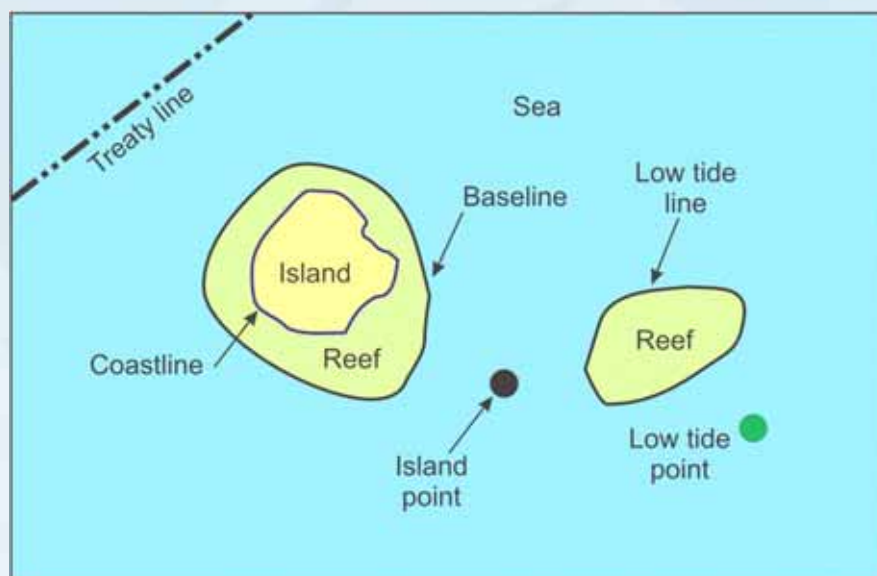 Treaty line
Sea
Baseline
Low tide
line
Island
Reef
Coastline
Reef
Island
point
Low tide
point